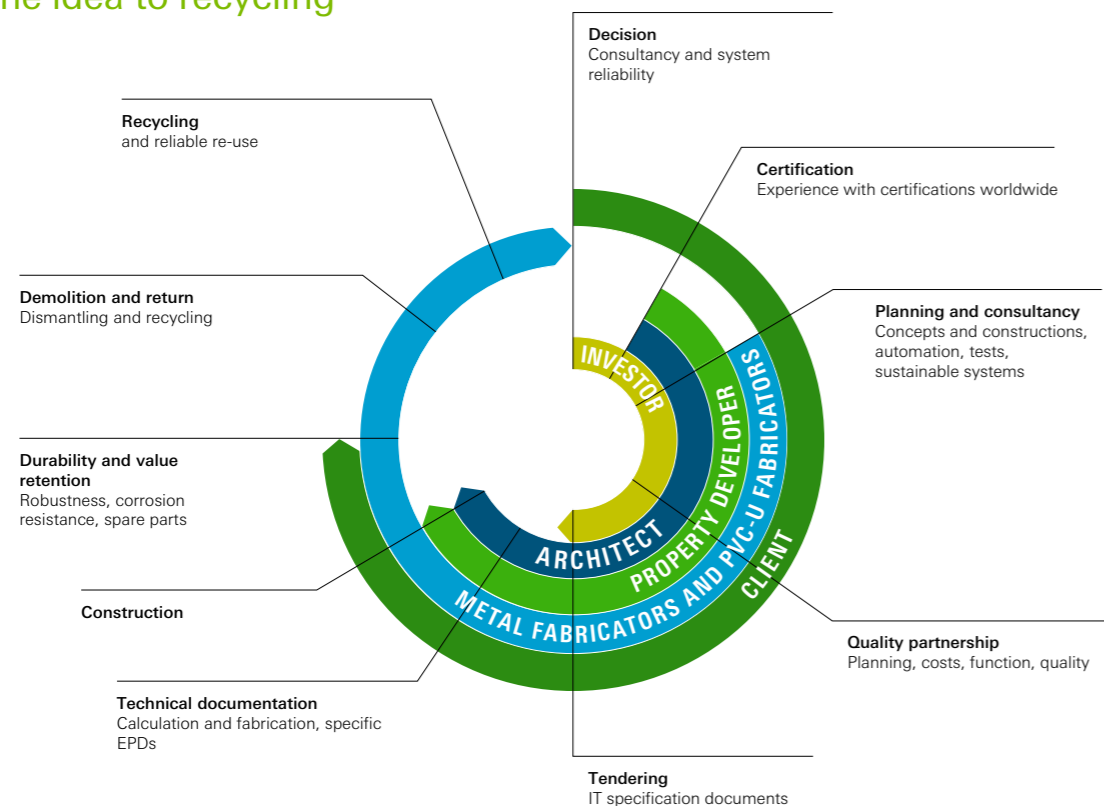 idea to recycling
Decision
Consultancy and system
reliability
Recycling
and reliable re-use
Certification
Experience with certifications worldwide
Demolition and return
Dismantling and recycling
Planning and consultancy
Concepts and constructions,
automation, tests,
sustainable systems
INVESTOR
ARCHITECT
PROPERTY DEVELOPER
METAL FABRICATORS AND PVC-U FABRICATORS
CLIENT
Durability and value
retention
Robustness, corrosion
resistance, spare parts
Construction
Quality partnership
Planning, costs, function, quality
Technical documentation
Calculation and fabrication, specific
EPDs
Tendering
IT specification documents